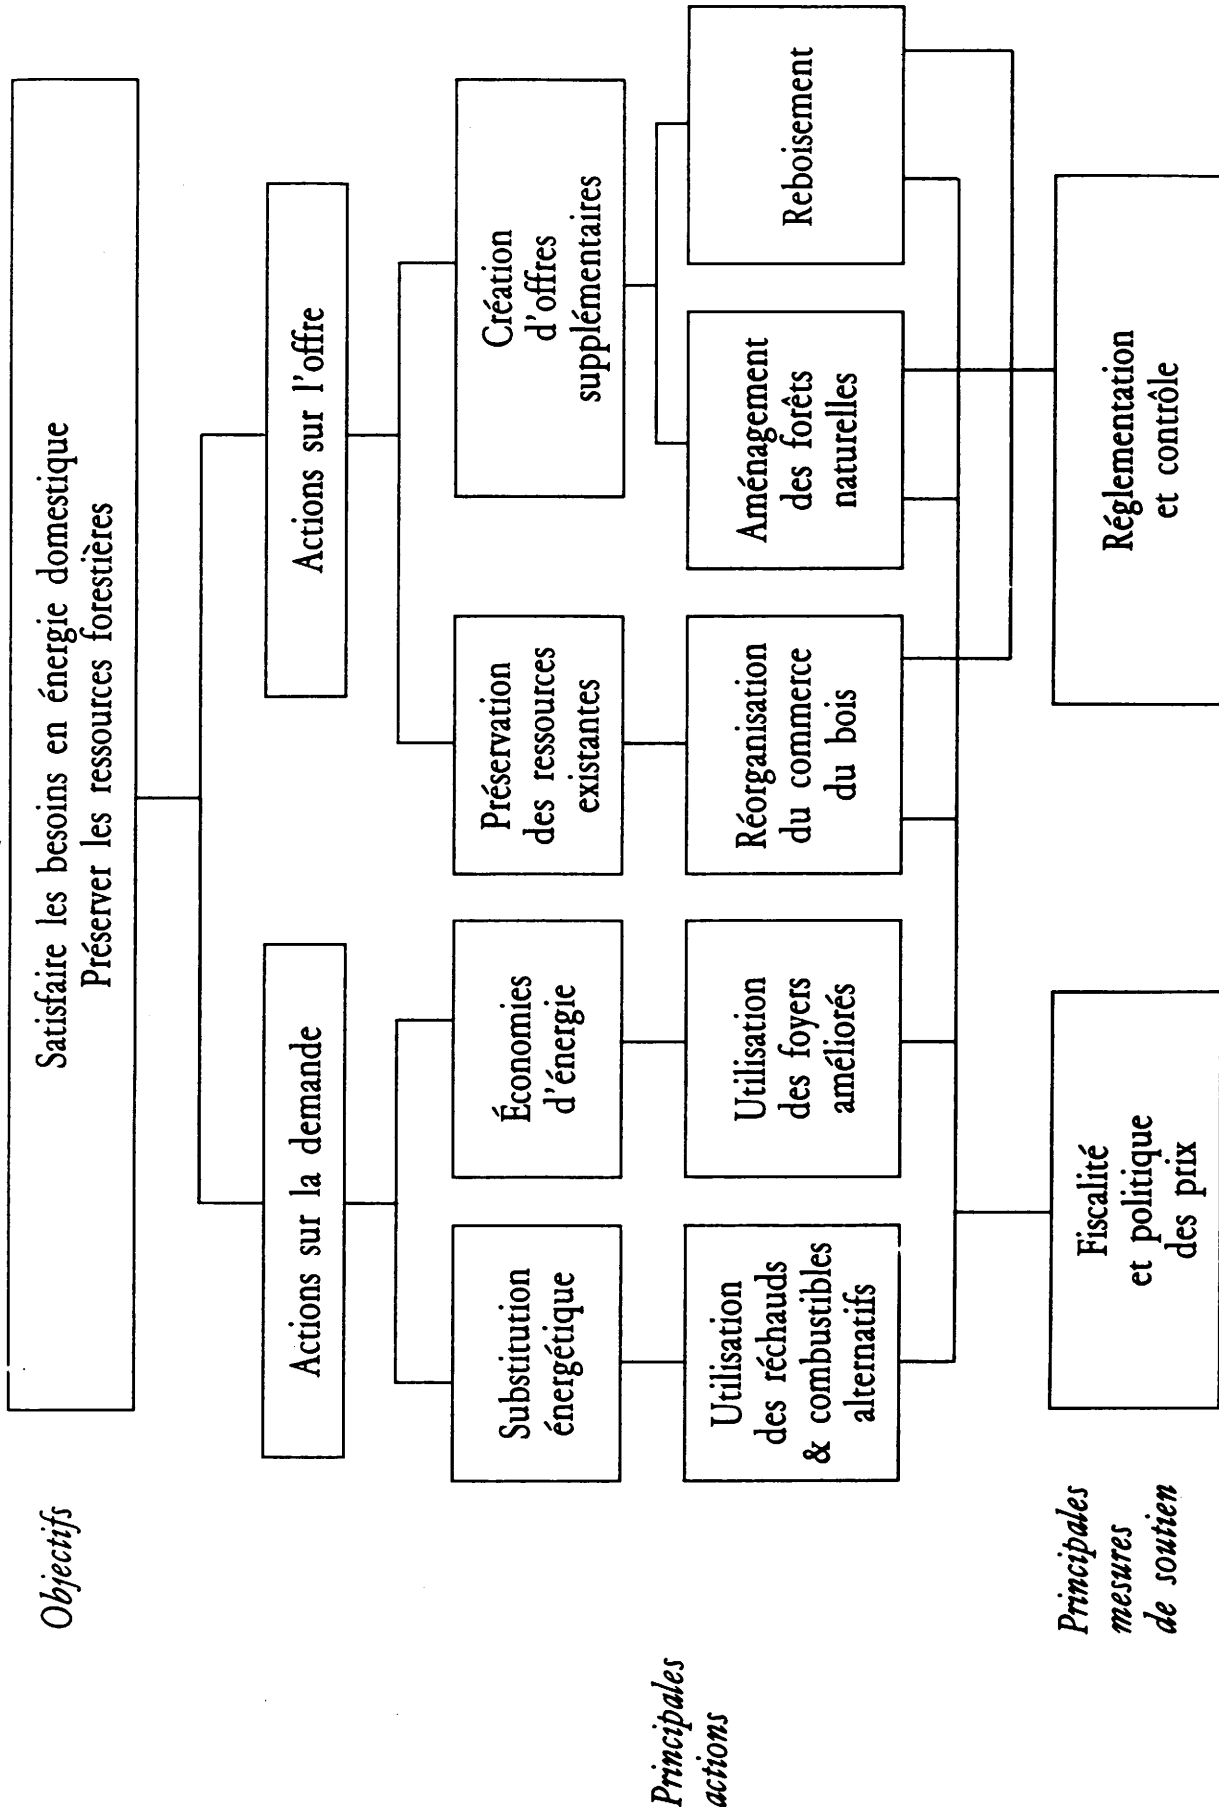 Objectifs
Satisfaire les besoins en énergie domestique
Préserver les ressources forestières
Actions sur la demande
Actions sur l'offre
Substitution
énergétique
Économies
d'énergie
Préservation
des ressources
existantes
Création
d'offres
supplémentaires
Principales
actions
Utilisation
des réchauds
& combustibles
alternatifs
Utilisation
des foyers
améliorés
Réorganisation
du commerce
du bois
Aménagement
des forêts
naturelles
Reboisement
Principales
mesures
de soutien
Fiscalité
et politique
des prix
Réglementation
et contrôle